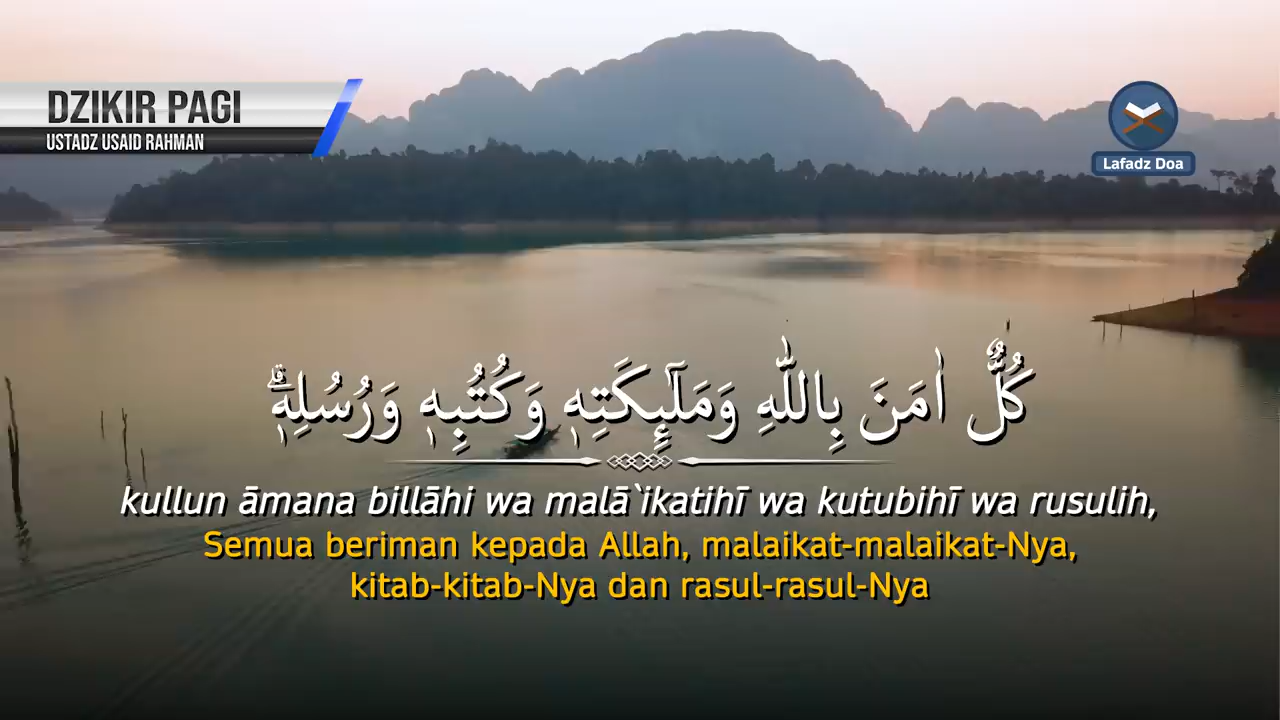 DZIKIR PAGI
USTADZ USAID RAHMAN
Lafadz Doa
كُلٌّ اٰمَنَ بِاللّٰهِ وَمَلٰۤىِٕكَتِهٖ وَكُتُبِهٖ وَرُسُلِهٖۗ
kullun āmana billāhi wa malā`ikatihī wa kutubihī wa rusulih,
Semua beriman kepada Allah, malaikat-malaikat-Nya,
kitab-kitab-Nya dan rasul-rasul-Nya